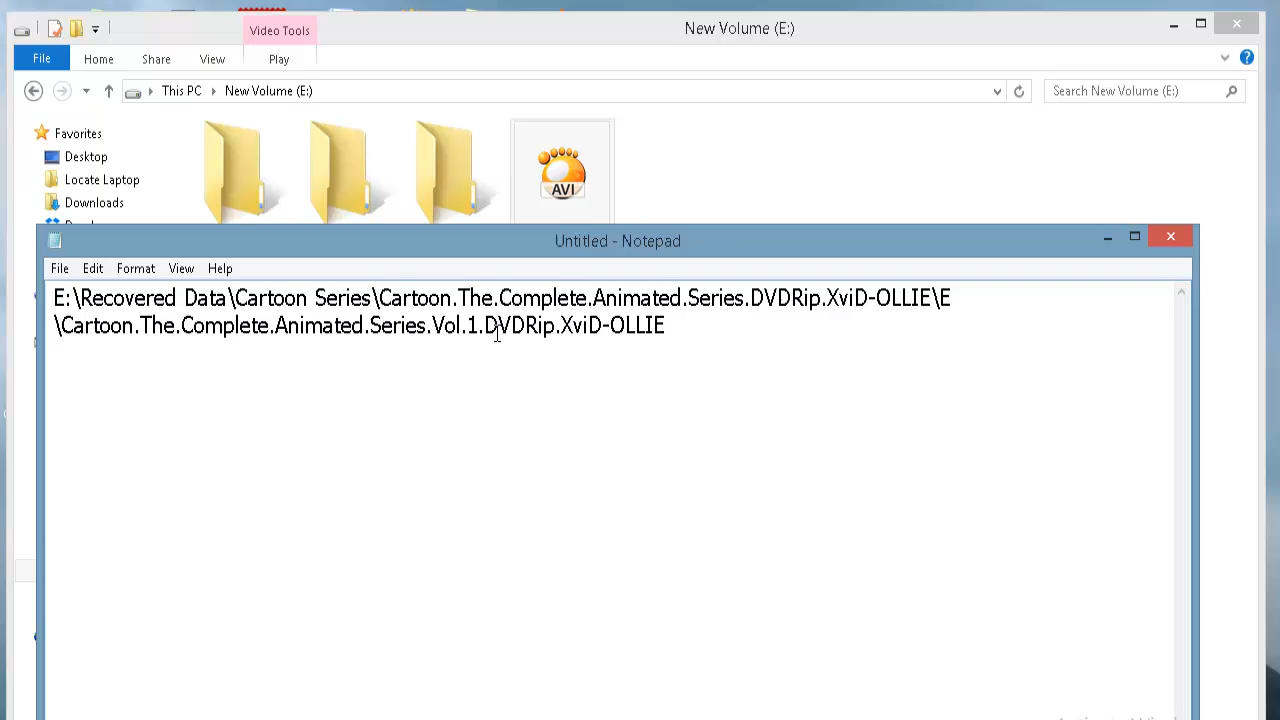 Video Tools
New Volume (E:)
File
Home
Share
View
Play
This PC
New Volume (E:)
Search New Volume (E:)
Favorites
Desktop
Locate Laptop
Downloads
AVI
Untitled - Notepad
File
Edit
Format
View
Help
E:\Recovered Data\Cartoon Series\Cartoon.The.Complete.Animated.Series.DVDRip.XviD-OLLIE\E
\Cartoon.The.Complete.Animated.Series.Vol.1.DVDRip.XviD-OLLIE